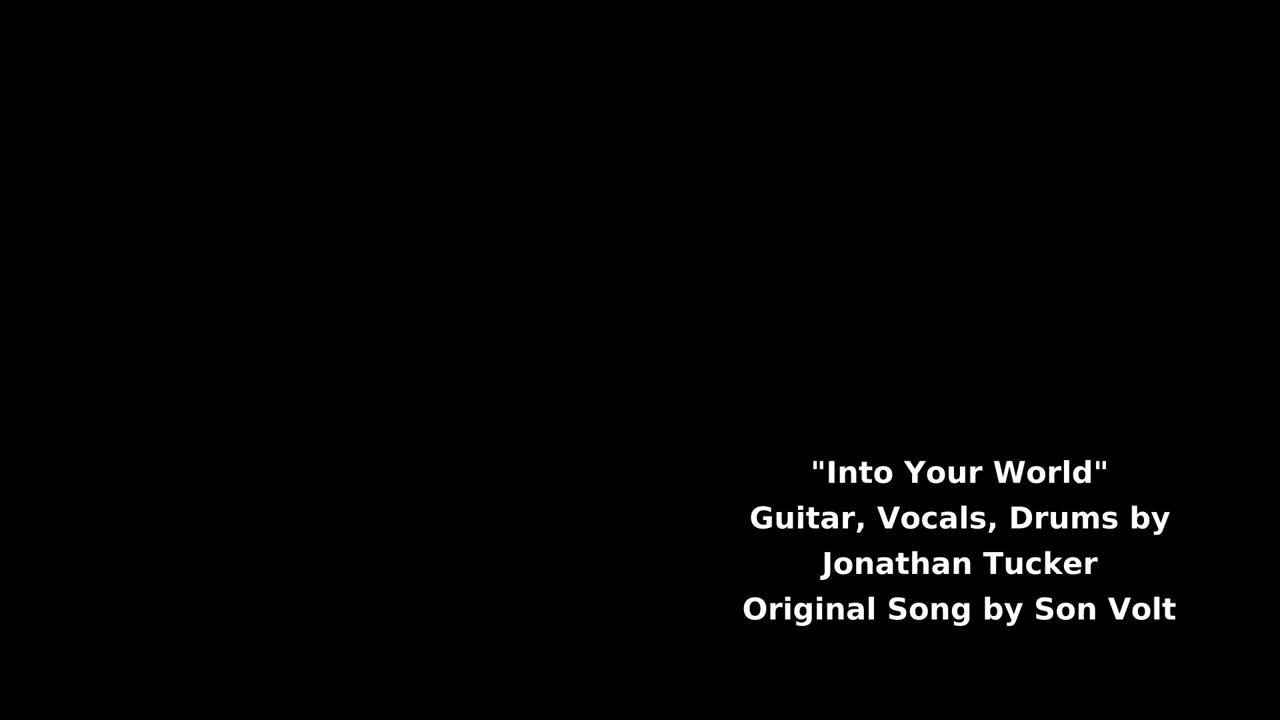 "Into Your World"
Guitar, Vocals, Drums by
Jonathan Tucker
Original Song by Son Volt